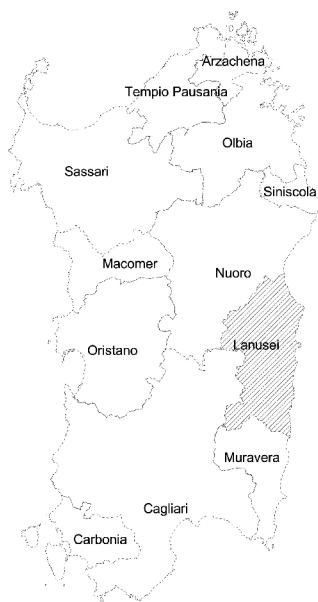 Arzachena
Tempio Pausania
Olbia
Sassari
Siniscola
Macomer
Nuoro
Lanusei
Oristano
Muravera
Cagliari
Carbonia